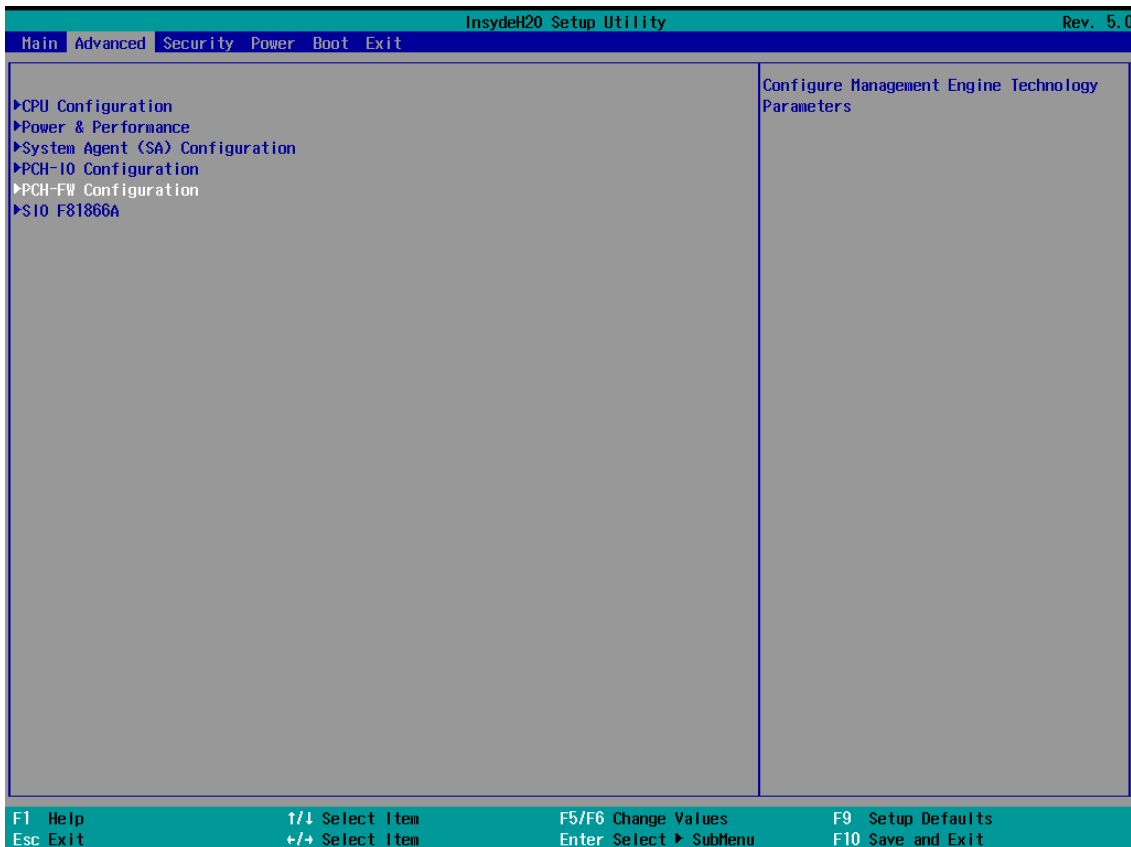 InsydeH20 Setup Utility Rev. 5.0
Main Advanced Security Power Boot Exit
Configure Management Engine Technology
Parameters
▶CPU Configuration
▶Power & Performance
▶System Agent (SA) Configuration
▶PCH-IO Configuration
▶PCH-FW Configuration
▶SIO F81866A
F1 Help ↑/↓ Select Item F5/F6 Change Values F9 Setup Defaults
Esc Exit ←/→ Select Item Enter Select ▶ SubMenu F10 Save and Exit